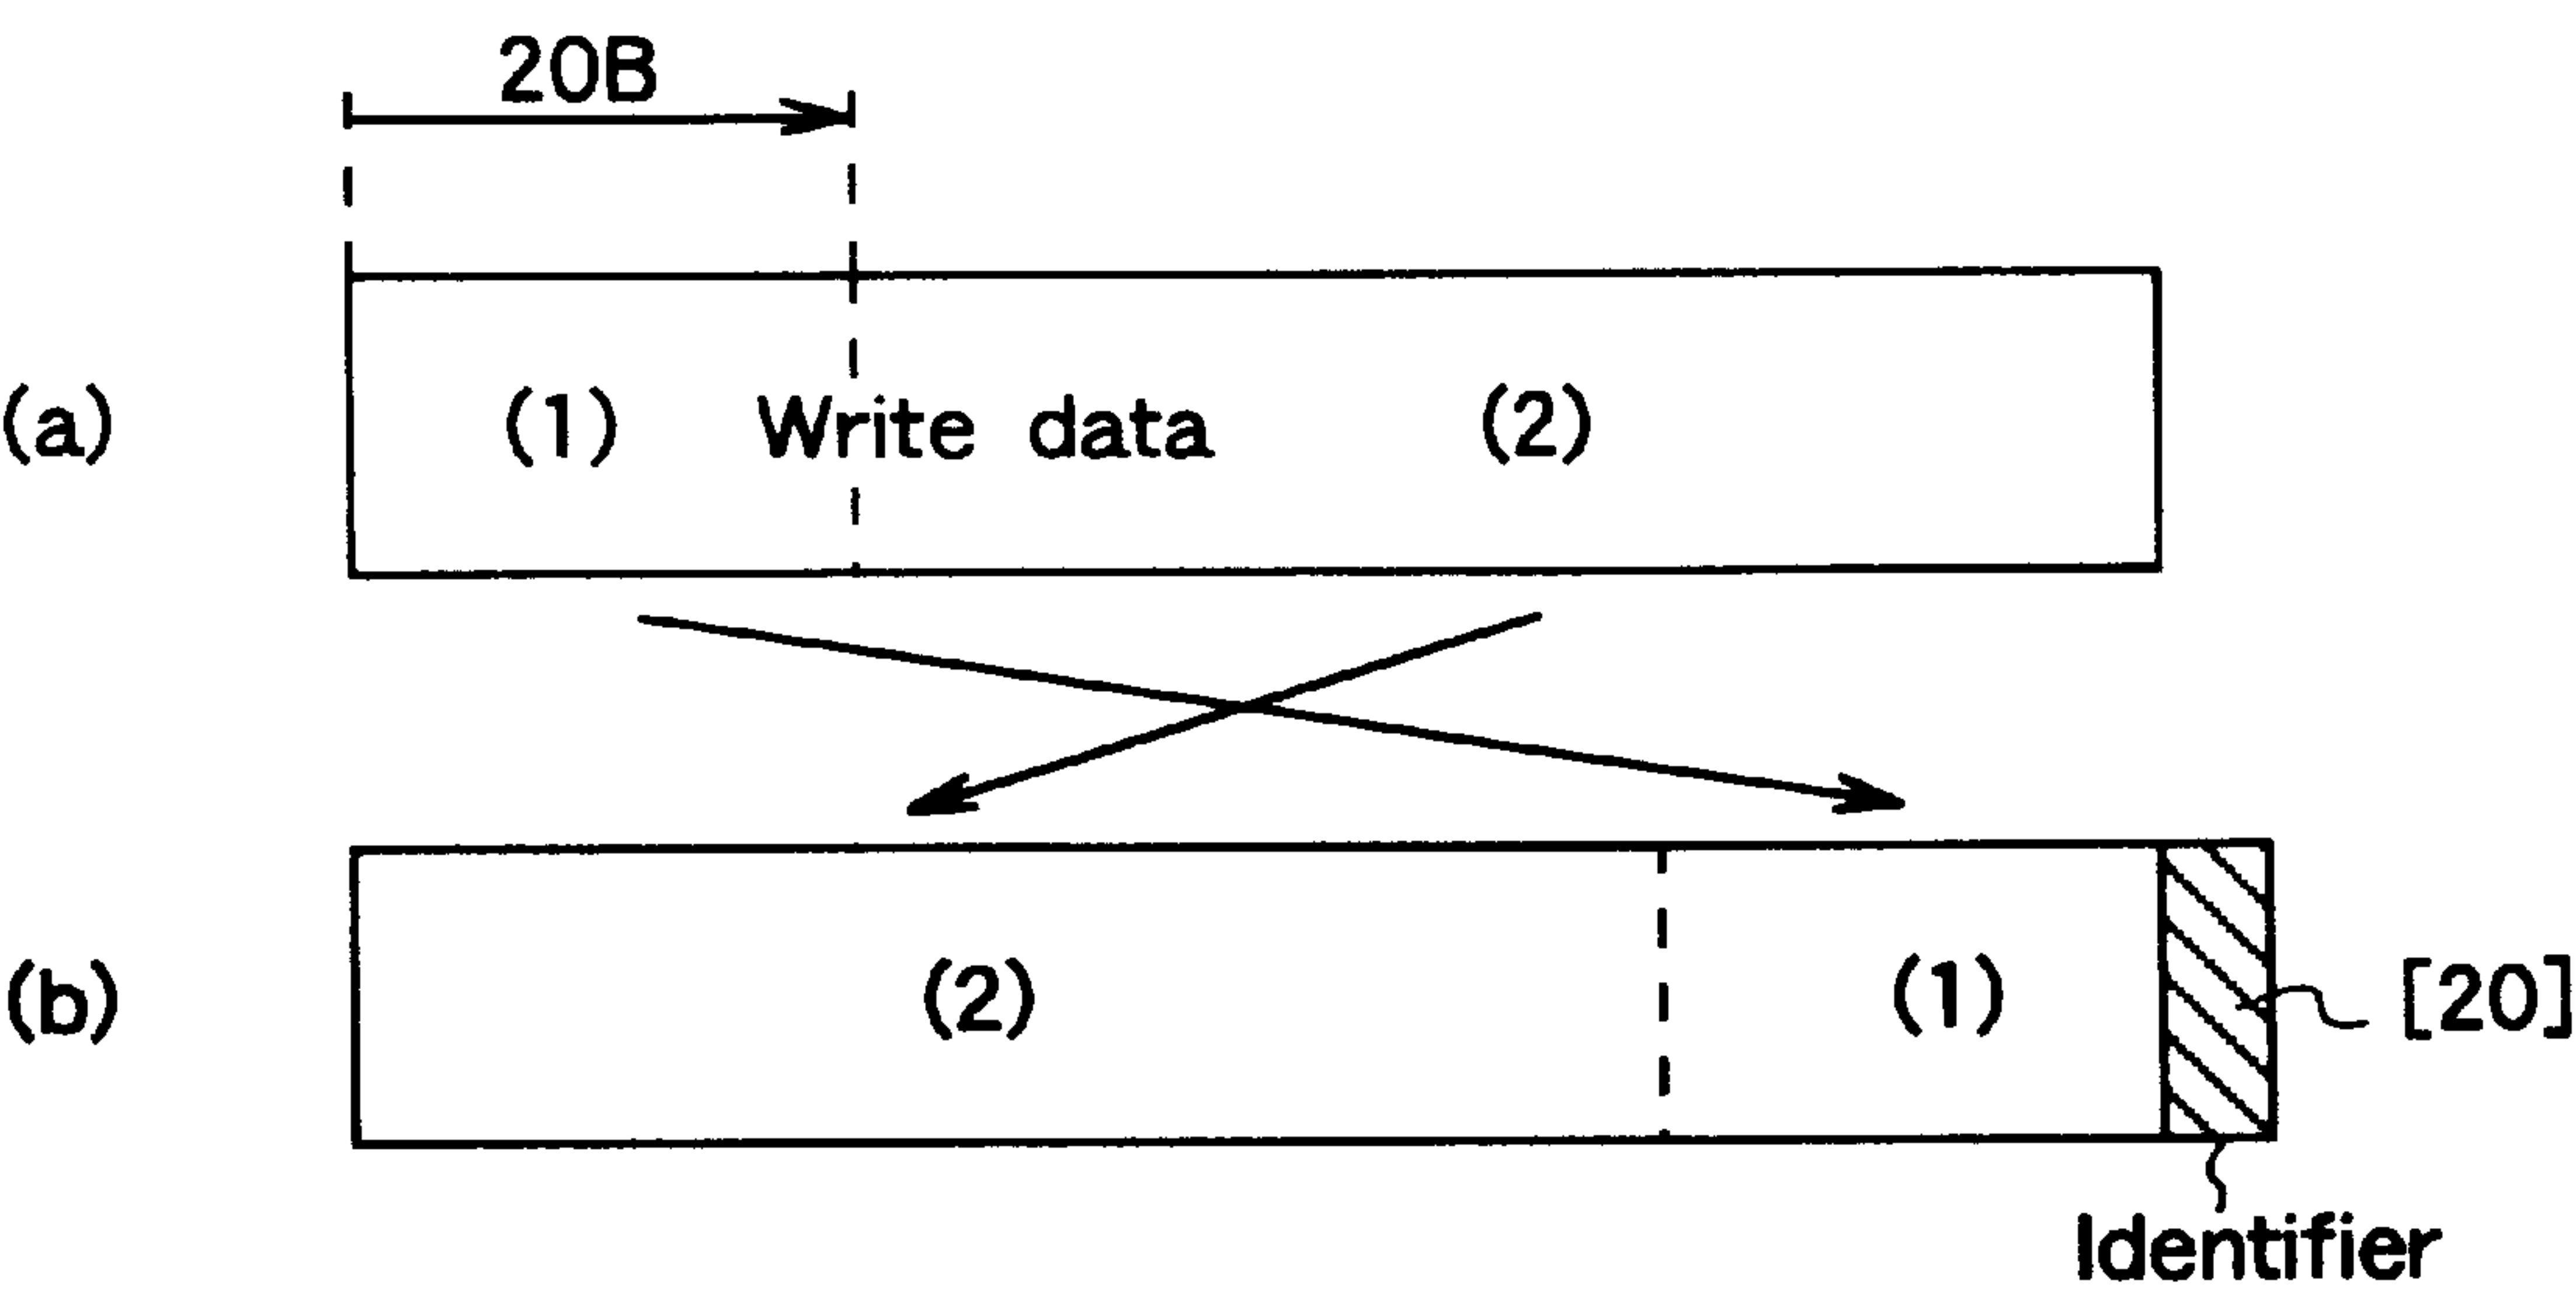 20B
(a) (1) Write data (2)
(b) (2) (1) [20]
Identifier